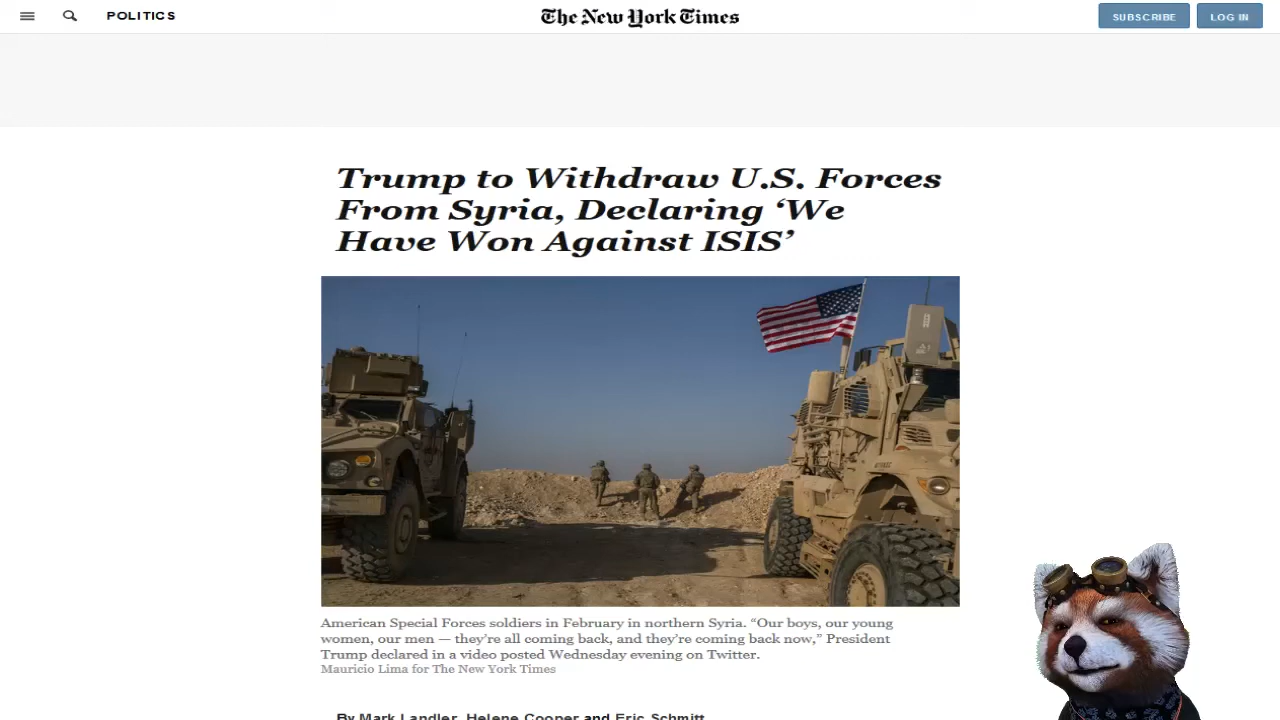 POLITICS
The New York Times
SUBSCRIBE
LOG IN
Trump to Withdraw U.S. Forces
From Syria, Declaring ‘We
Have Won Against ISIS’
American Special Forces soldiers in February in northern Syria. “Our boys, our young
women, our men — they’re all coming back, and they’re coming back now,” President
Trump declared in a video posted Wednesday evening on Twitter.
Mauricio Lima for The New York Times
By Mark Landler, Helene Cooper and Eric Schmitt